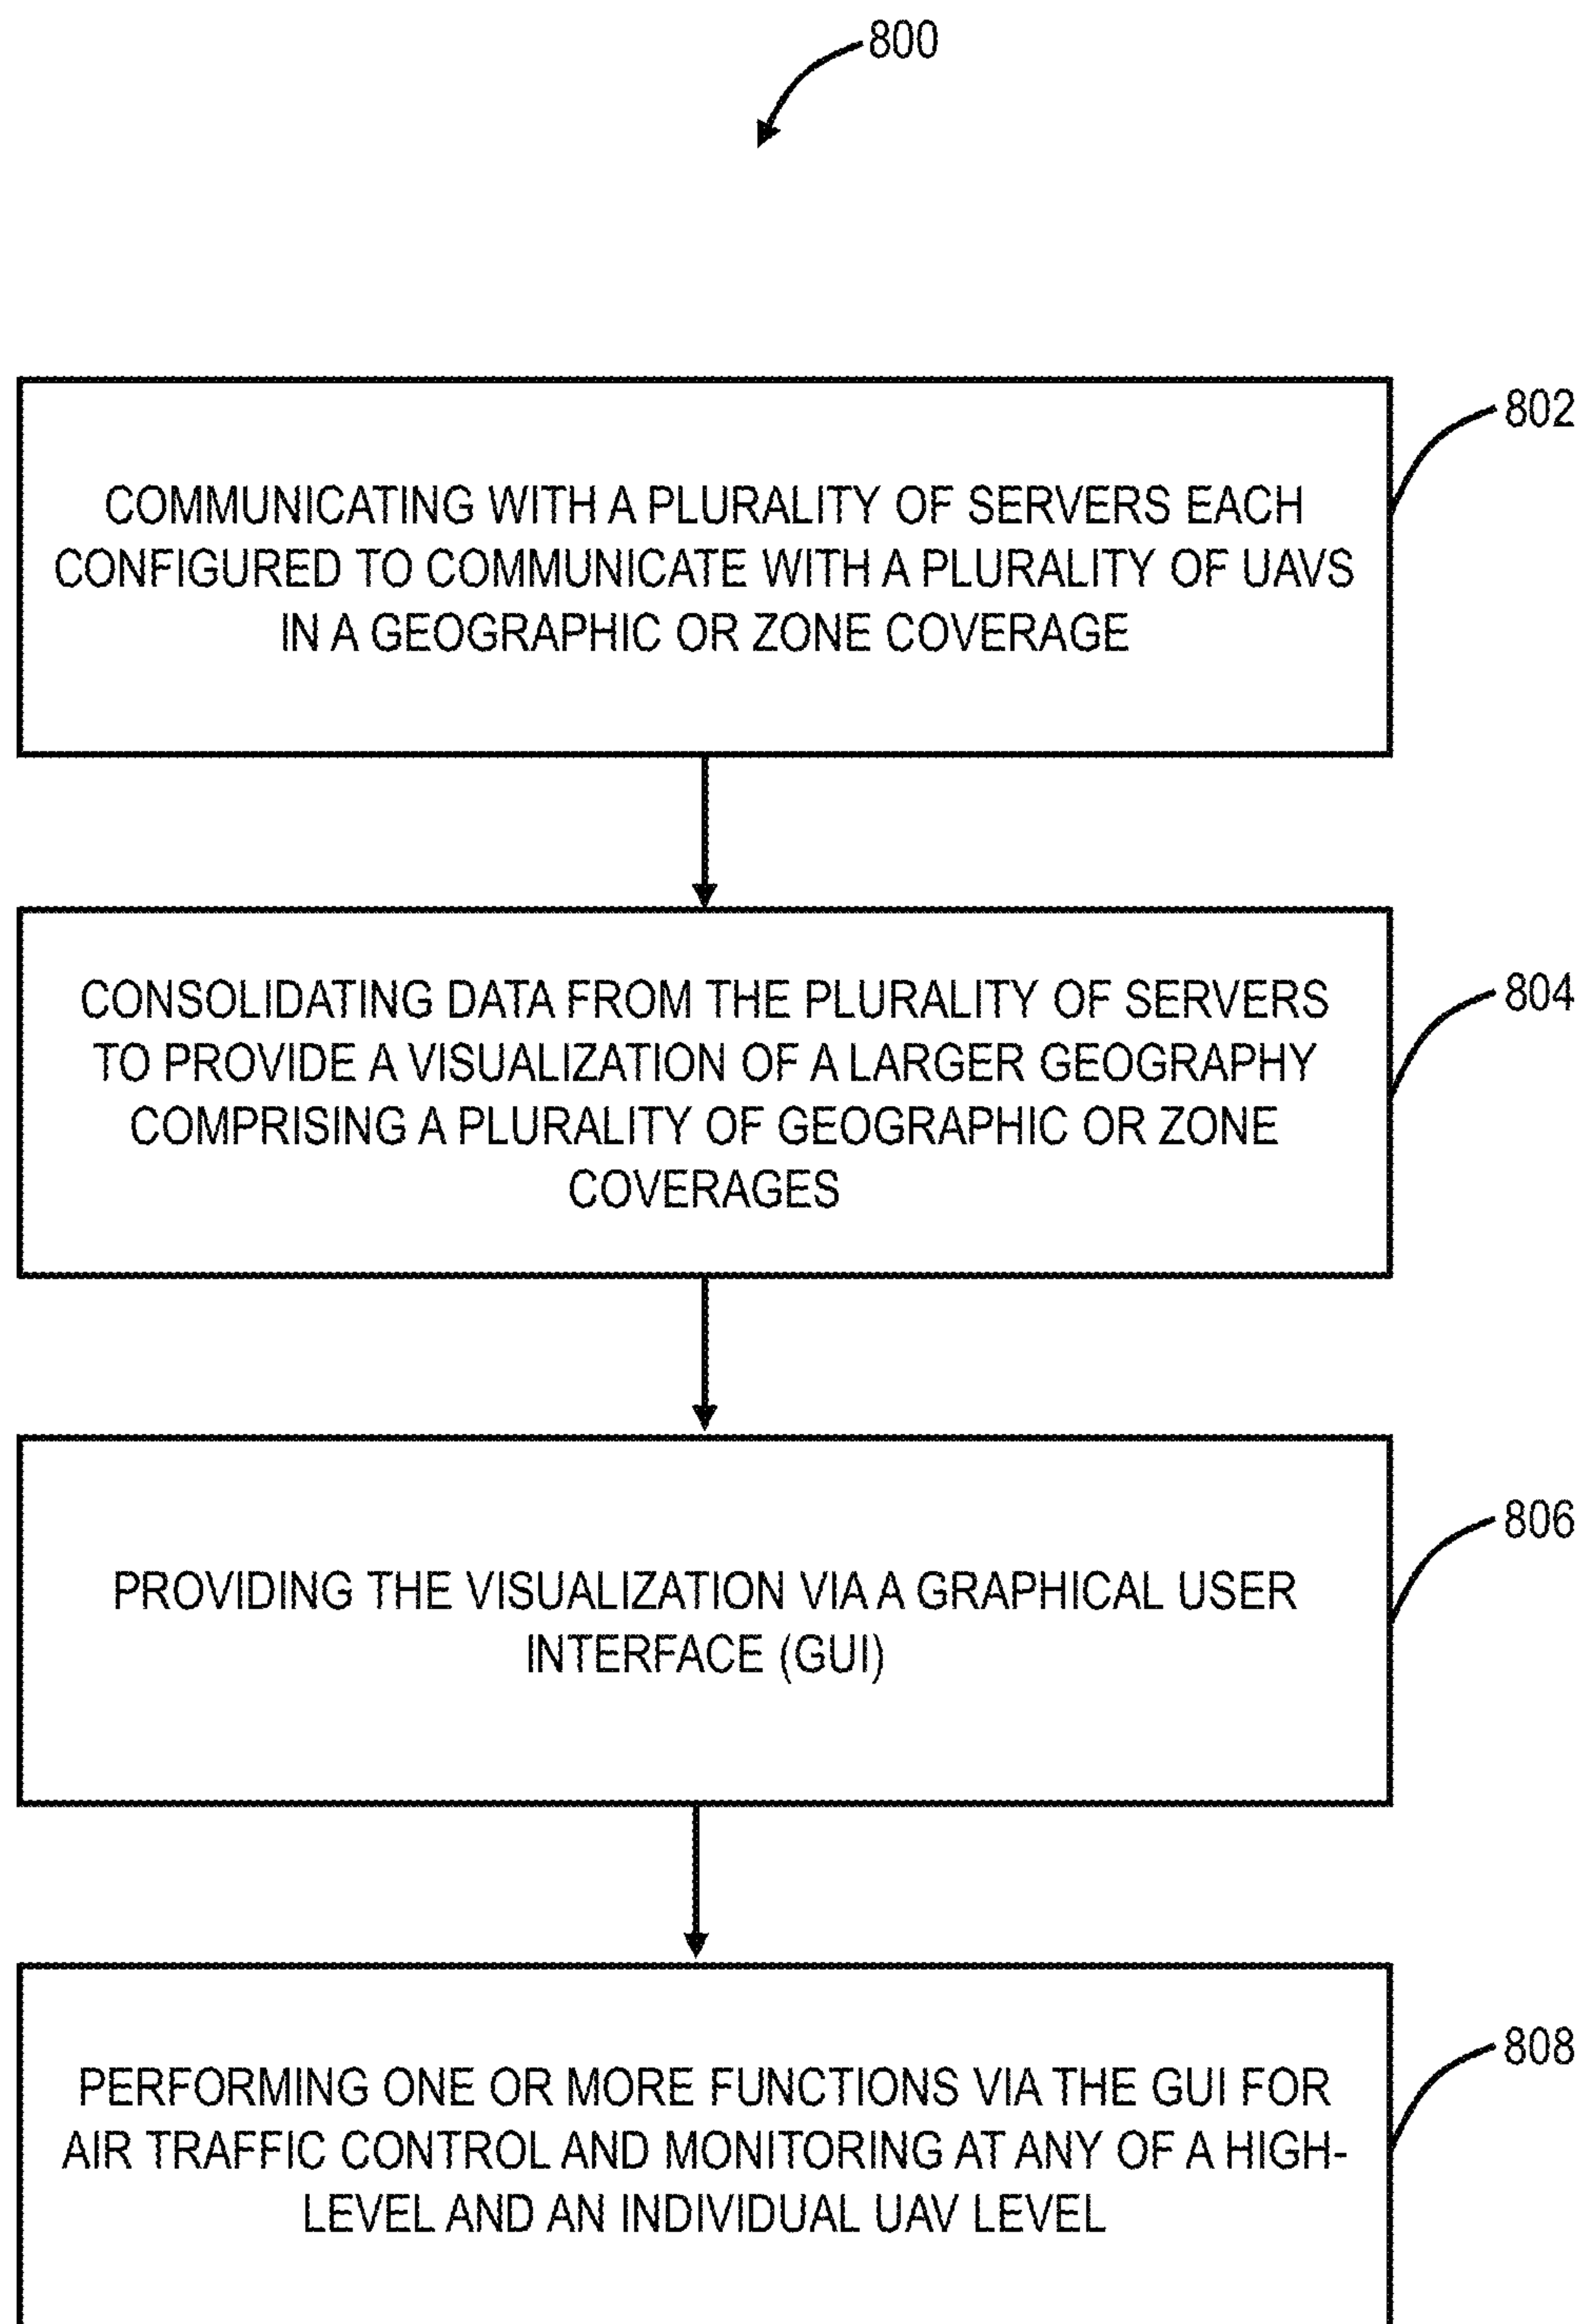 800
802
COMMUNICATING WITH A PLURALITY OF SERVERS EACH
CONFIGURED TO COMMUNICATE WITH A PLURALITY OF UAVS
IN A GEOGRAPHIC OR ZONE COVERAGE
804
CONSOLIDATING DATA FROM THE PLURALITY OF SERVERS
TO PROVIDE A VISUALIZATION OF A LARGER GEOGRAPHY
COMPRISING A PLURALITY OF GEOGRAPHIC OR ZONE
COVERAGES
806
PROVIDING THE VISUALIZATION VIA A GRAPHICAL USER
INTERFACE (GUI)
808
PERFORMING ONE OR MORE FUNCTIONS VIA THE GUI FOR
AIR TRAFFIC CONTROL AND MONITORING AT ANY OF A HIGH-
LEVEL AND AN INDIVIDUAL UAV LEVEL